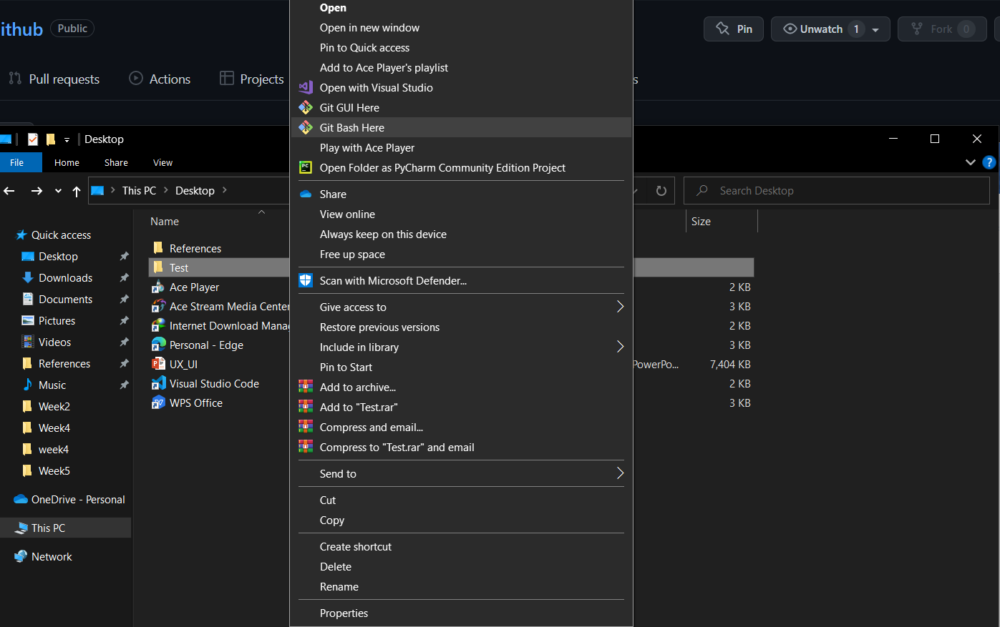 ithub Public
Pin
Unwatch 1
Fork 0
Pull requests
Actions
Projects
Open
Open in new window
Pin to Quick access
Add to Ace Player's playlist
Open with Visual Studio
Git GUI Here
Git Bash Here
Play with Ace Player
Open Folder as PyCharm Community Edition Project
Share
View online
Always keep on this device
Free up space
Scan with Microsoft Defender...
Give access to
Restore previous versions
Include in library
Pin to Start
Add to archive...
Add to "Test.rar"
Compress and email...
Compress to "Test.rar" and email
Send to
Cut
Copy
Create shortcut
Delete
Rename
Properties
Desktop
File Home Share View
This PC Desktop
Search Desktop
Name Size
Quick access
Desktop
Downloads
Documents
Pictures
Videos
References
Music
Week2
Week4
week4
Week5
OneDrive - Personal
This PC
Network
References
Test
Ace Player 2 KB
Ace Stream Media Center 3 KB
Internet Download Manag 2 KB
Personal - Edge 3 KB
UX_UI PowerPo... 7,404 KB
Visual Studio Code 2 KB
WPS Office 3 KB